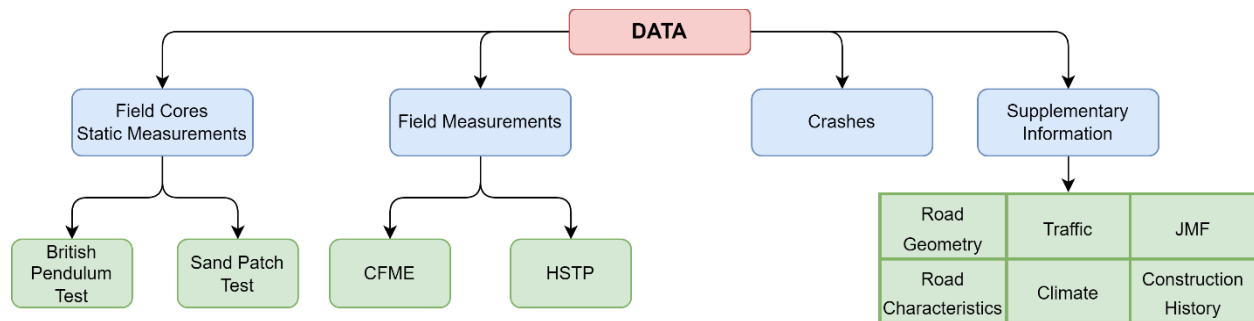 DATA
Field Cores
Static Measurements
Field Measurements
Crashes
Supplementary
Information
British
Pendulum
Test
Sand Patch
Test
CFME
HSTP
Road
Geometry
Traffic
JMF
Road
Characteristics
Climate
Construction
History